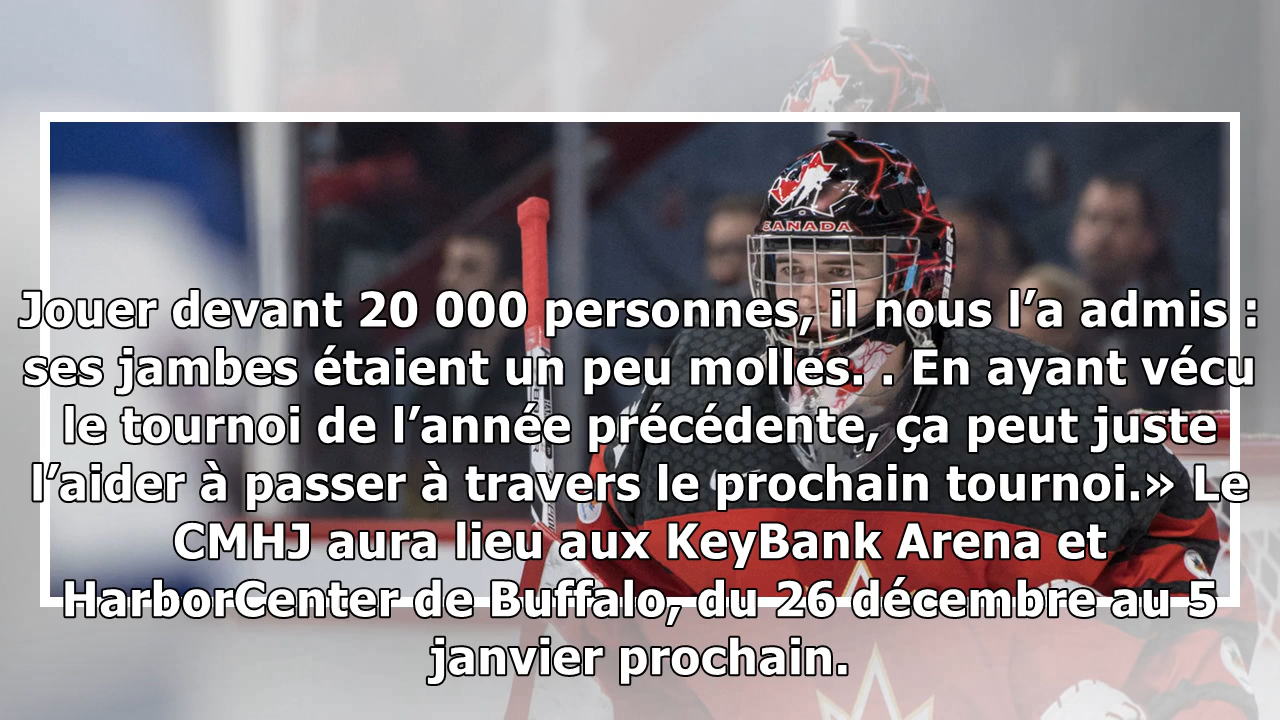 CANADA
Jouer devant 20 000 personnes, il nous l’a admis :
ses jambes étaient un peu molles. . En ayant vécu
le tournoi de l’année précédente, ça peut juste
l’aider à passer à travers le prochain tournoi.» Le
CMHJ aura lieu aux KeyBank Arena et
HarborCenter de Buffalo, du 26 décembre au 5
janvier prochain.